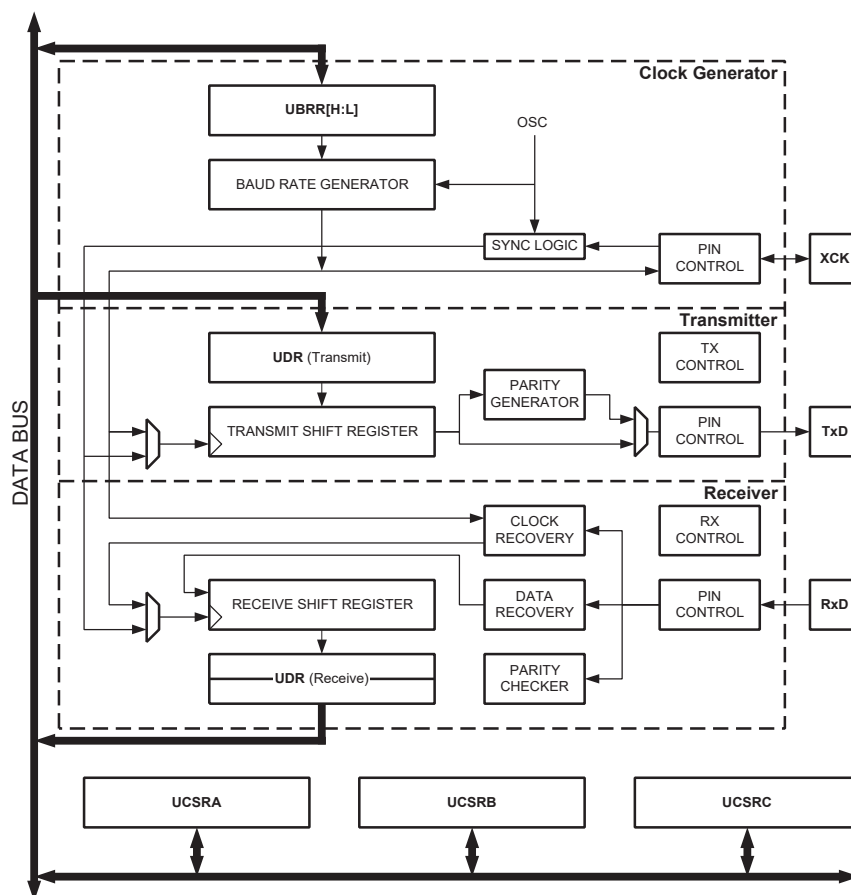 Clock Generator
UBRR[H:L]
OSC
BAUD RATE GENERATOR
SYNC LOGIC
PIN
CONTROL
XCK
Transmitter
UDR (Transmit)
TX
CONTROL
PARITY
GENERATOR
TRANSMIT SHIFT REGISTER
PIN
CONTROL
TxD
DATA BUS
Receiver
CLOCK
RECOVERY
RX
CONTROL
RECEIVE SHIFT REGISTER
DATA
RECOVERY
PIN
CONTROL
RxD
UDR (Receive)
PARITY
CHECKER
UCSRA
UCSRB
UCSRC